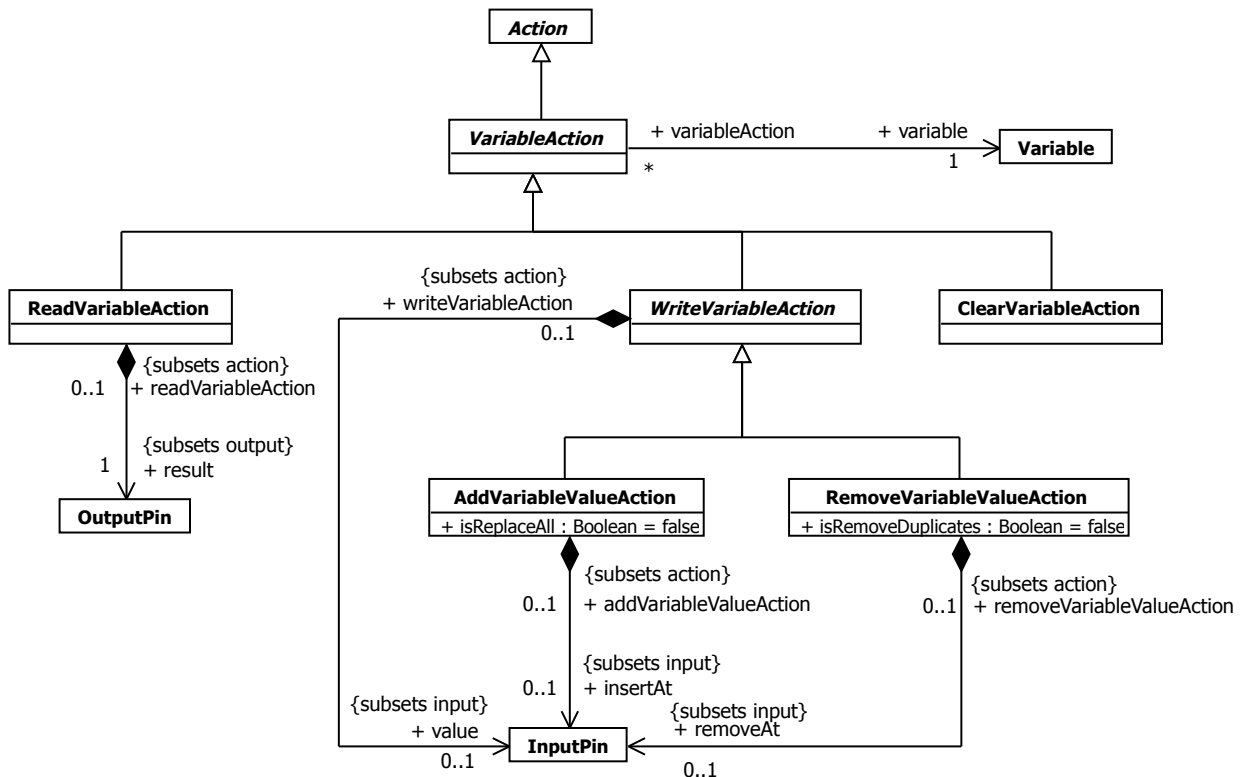 Action
VariableAction
+ variableAction
+ variable
*
1
Variable
{subsets action}
+ writeVariableAction
0..1
ReadVariableAction
WriteVariableAction
ClearVariableAction
{subsets action}
0..1
+ readVariableAction
{subsets output}
1
+ result
OutputPin
AddVariableValueAction
+ isReplaceAll : Boolean = false
RemoveVariableValueAction
+ isRemoveDuplicates : Boolean = false
{subsets action}
0..1
+ addVariableValueAction
{subsets action}
0..1
+ removeVariableValueAction
{subsets input}
0..1
+ insertAt
{subsets input}
+ value
0..1
InputPin
{subsets input}
+ removeAt
0..1